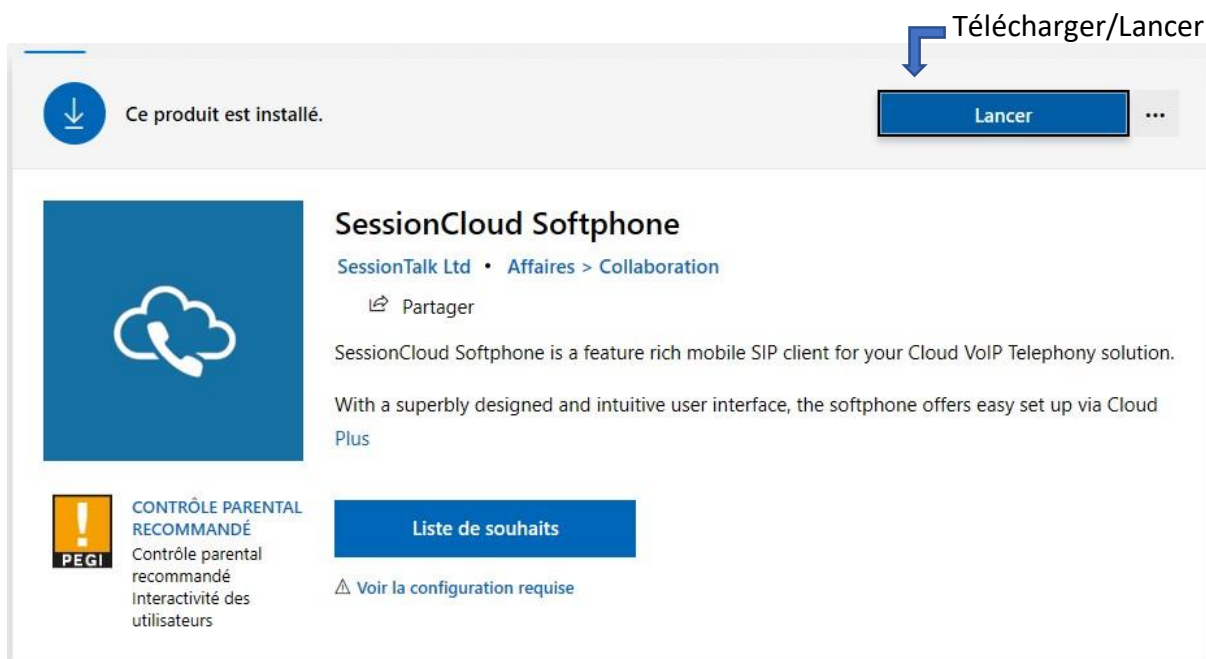 Télécharger/Lancer
Ce produit est installé.
Lancer
SessionCloud Softphone
SessionTalk Ltd • Affaires > Collaboration
Partager
SessionCloud Softphone is a feature rich mobile SIP client for your Cloud VoIP Telephony solution.
With a superbly designed and intuitive user interface, the softphone offers easy set up via Cloud
Plus
PEGI
CONTRÔLE PARENTAL
RECOMMANDÉ
Contrôle parental
recommandé
Interactivité des
utilisateurs
Liste de souhaits
Voir la configuration requise